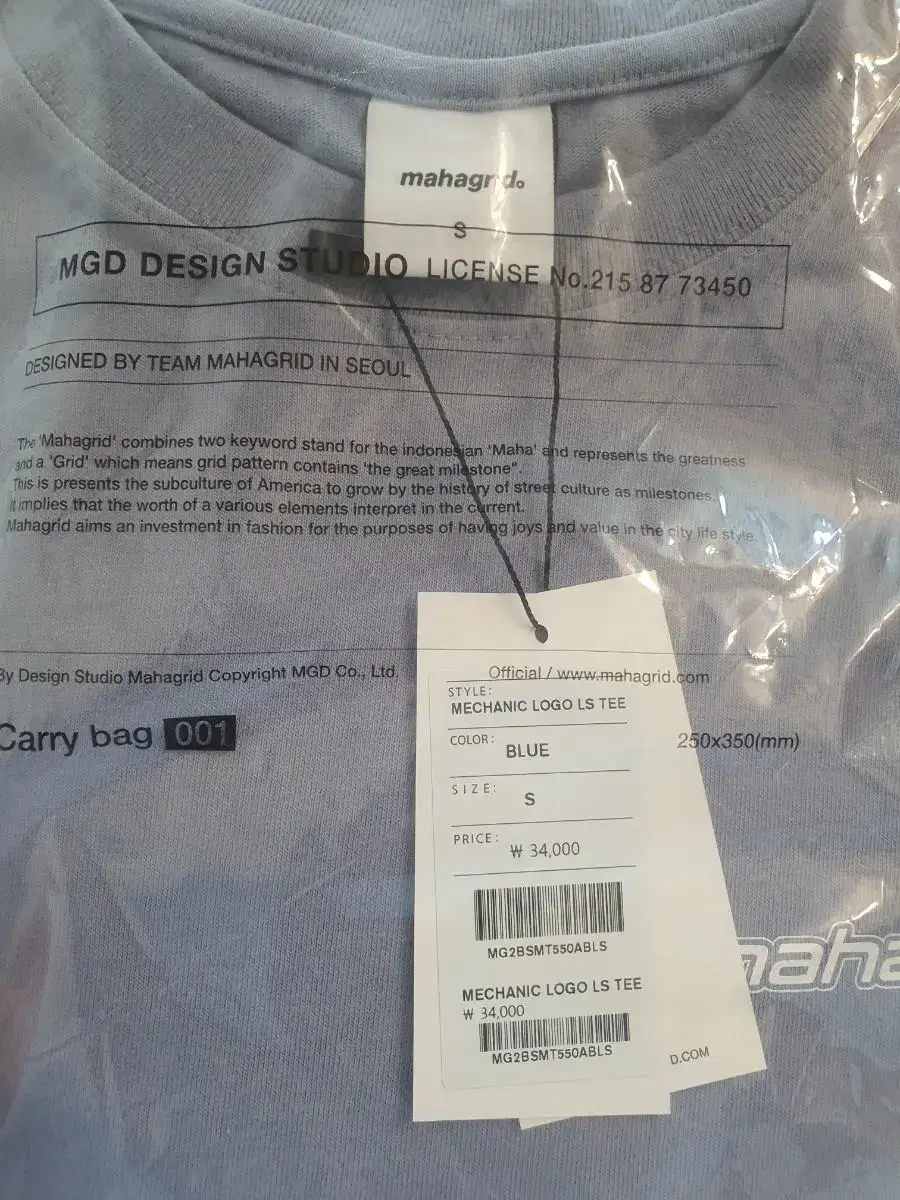 mahagrid.
S
MGD DESIGN STUDIO LICENSE No.215 87 73450
DESIGNED BY TEAM MAHAGRID IN SEOUL
The 'Mahagrid' combines two keyword stand for the indonesian 'Maha' and represents the greatness
and a 'Grid' which means grid pattern contains 'the great milestone".
This is presents the subculture of America to grow by the history of street culture as milestones.
It implies that the worth of a various elements interpret in the current.
Mahagrid aims an investment in fashion for the purposes of having joys and value in the city life style.
By Design Studio Mahagrid Copyright MGD Co., Ltd.
Official / www.mahagrid.com
Carry bag 001
250x350(mm)
STYLE:
MECHANIC LOGO LS TEE
COLOR:
BLUE
SIZE:
S
PRICE:
₩ 34,000
MG2BSMT550ABLS
MECHANIC LOGO LS TEE
₩ 34,000
MG2BSMT550ABLS
D.COM
maha